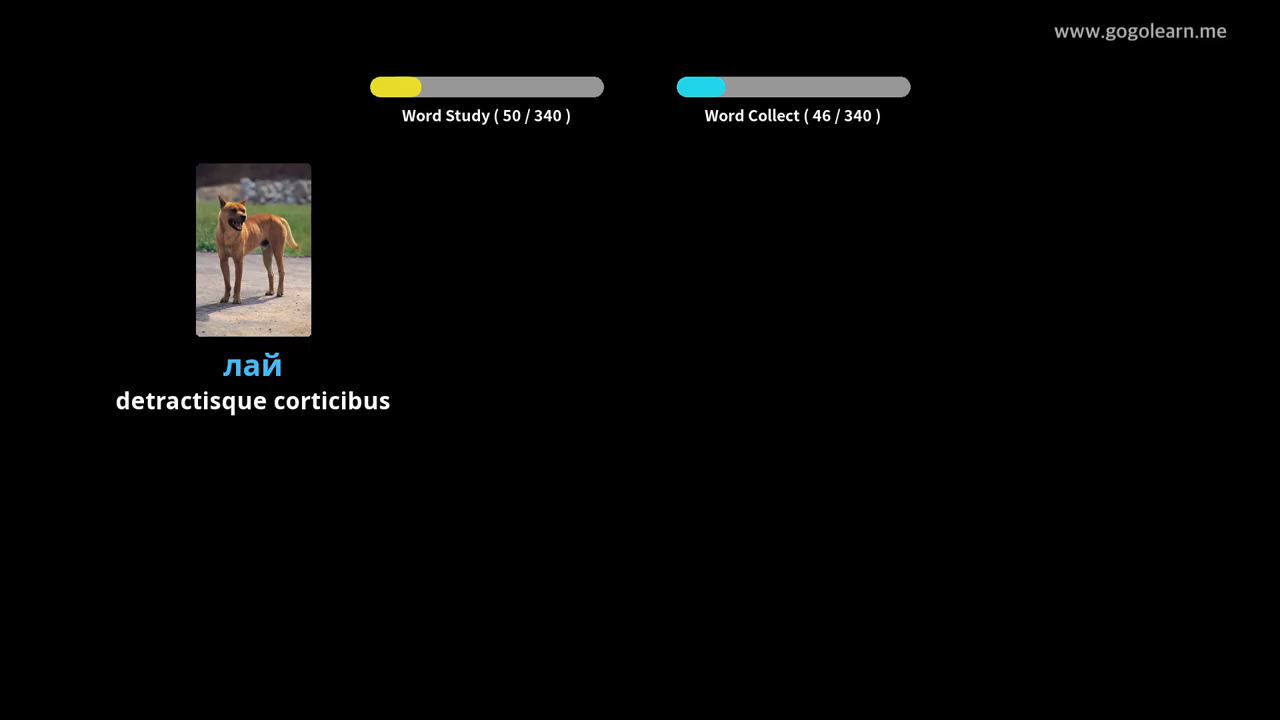 www.gogolearn.me
Word Study ( 50 / 340 )
Word Collect ( 46 / 340 )
лай
detractisque corticibus